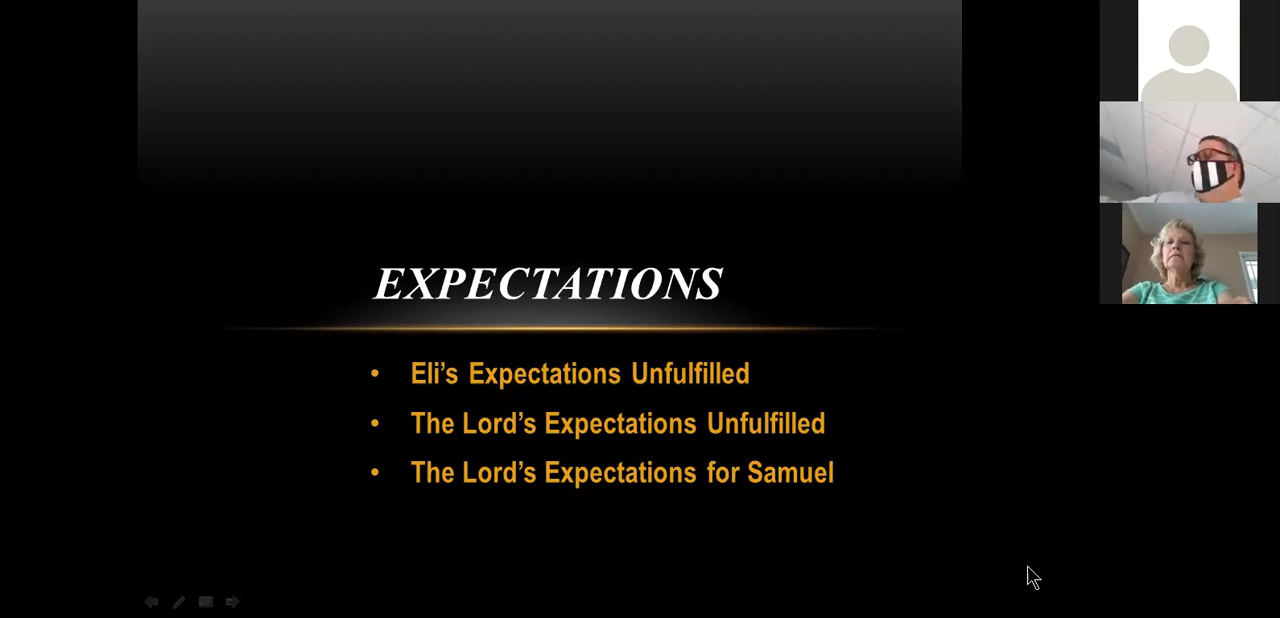 EXPECTATIONS
• Eli’s Expectations Unfulfilled
• The Lord’s Expectations Unfulfilled
• The Lord’s Expectations for Samuel